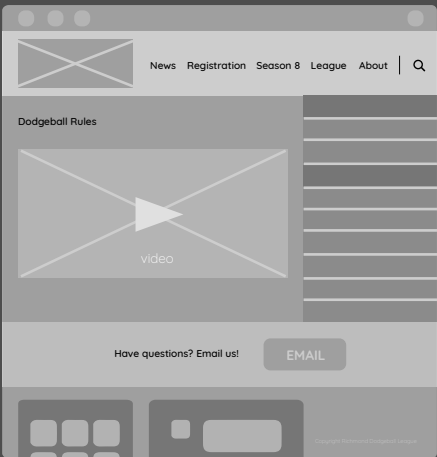 News Registration Season 8 League About
Dodgeball Rules
video
Have questions? Email us!
EMAIL